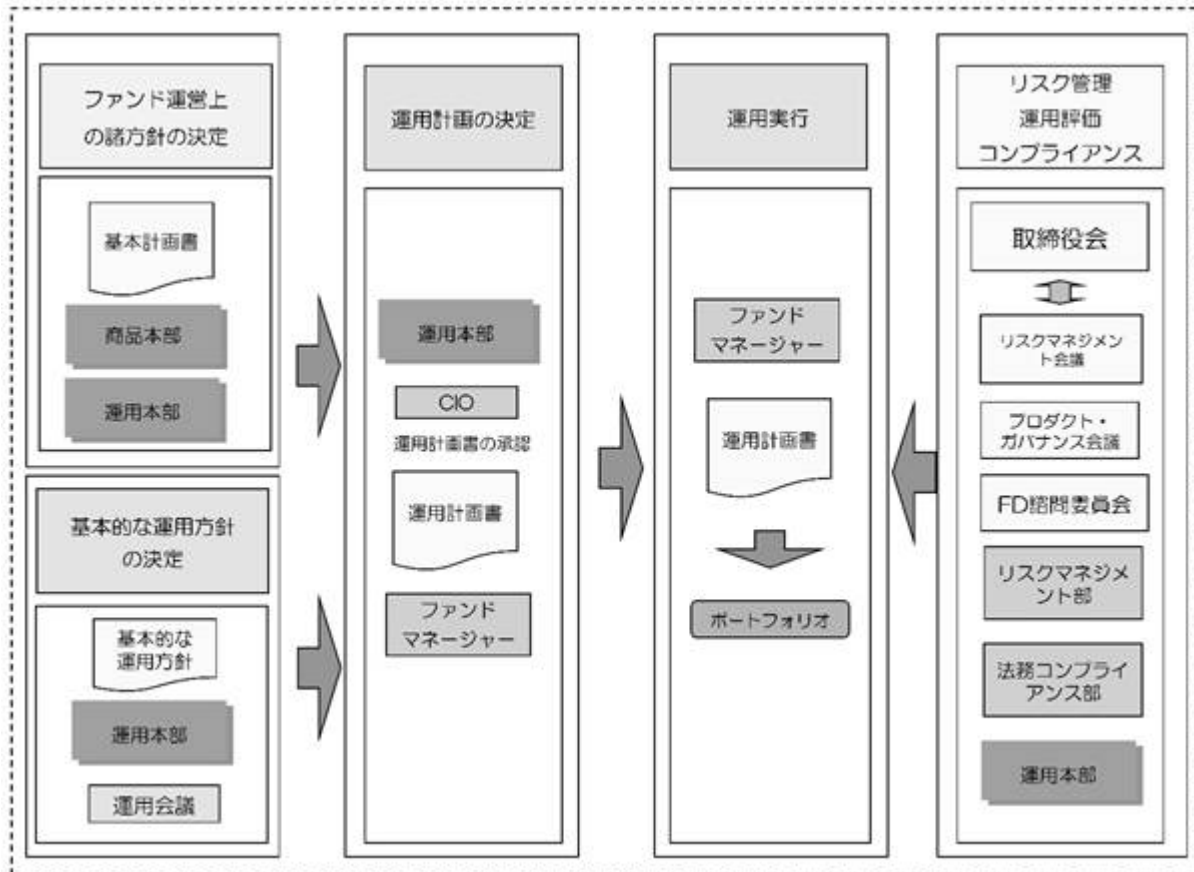 ファンド運営上
の諸方針の決定
基本計画書
商品本部
運用本部
基本的な運用方針
の決定
基本的な
運用方針
運用本部
運用会議
運用計画の決定
運用本部
CIO
運用計画書の承認
運用計画書
ファンド
マネージャー
運用実行
ファンド
マネージャー
運用計画書
ポートフォリオ
リスク管理
運用評価
コンプライアンス
取締役会
リスクマネジメン
ト会議
プロダクト・
ガバナンス会議
FD諮問委員会
リスクマネジメ
ント部
法務コンプライ
アンス部
運用本部